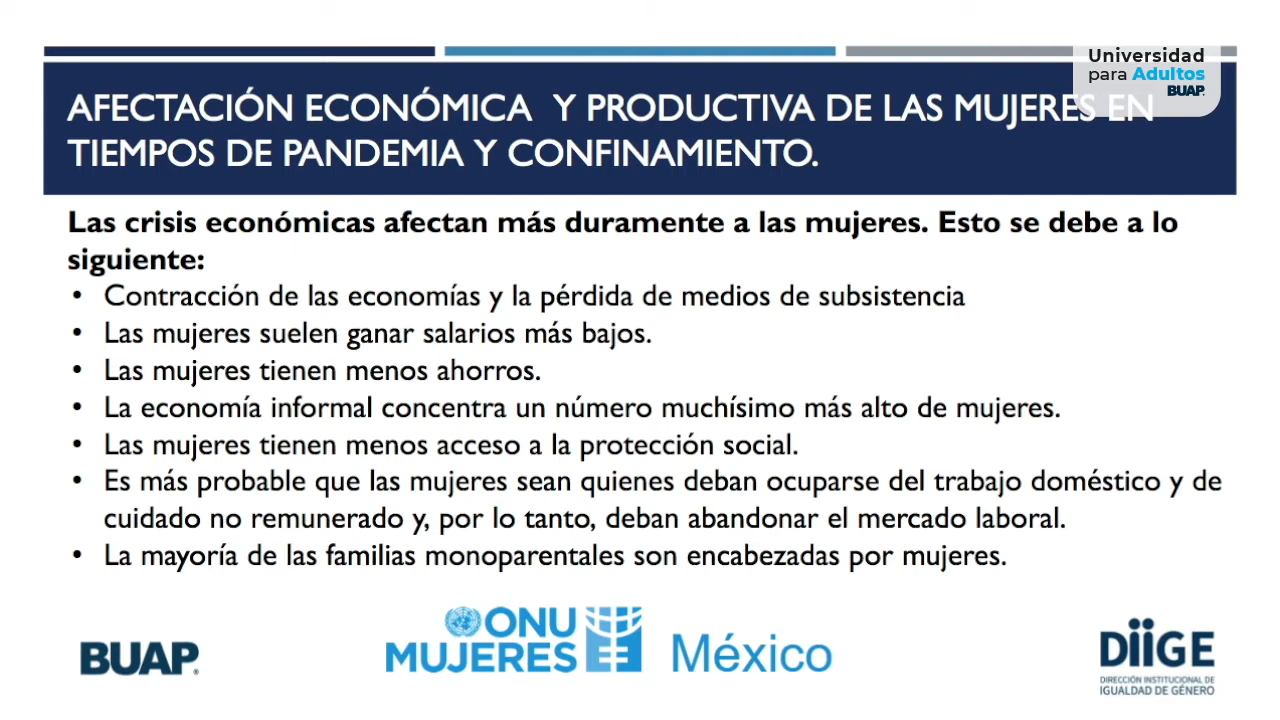 Universidad
para Adultos
BUAP
AFECTACIÓN ECONÓMICA Y PRODUCTIVA DE LAS MUJERES EN
TIEMPOS DE PANDEMIA Y CONFINAMIENTO.
Las crisis económicas afectan más duramente a las mujeres. Esto se debe a lo
siguiente:
• Contracción de las economías y la pérdida de medios de subsistencia
• Las mujeres suelen ganar salarios más bajos.
• Las mujeres tienen menos ahorros.
• La economía informal concentra un número muchísimo más alto de mujeres.
• Las mujeres tienen menos acceso a la protección social.
• Es más probable que las mujeres sean quienes deban ocuparse del trabajo doméstico y de
cuidado no remunerado y, por lo tanto, deban abandonar el mercado laboral.
• La mayoría de las familias monoparentales son encabezadas por mujeres.
BUAP®
ONU
MUJERES
México
DiiGE
DIRECCIÓN INSTITUCIONAL DE
IGUALDAD DE GÉNERO